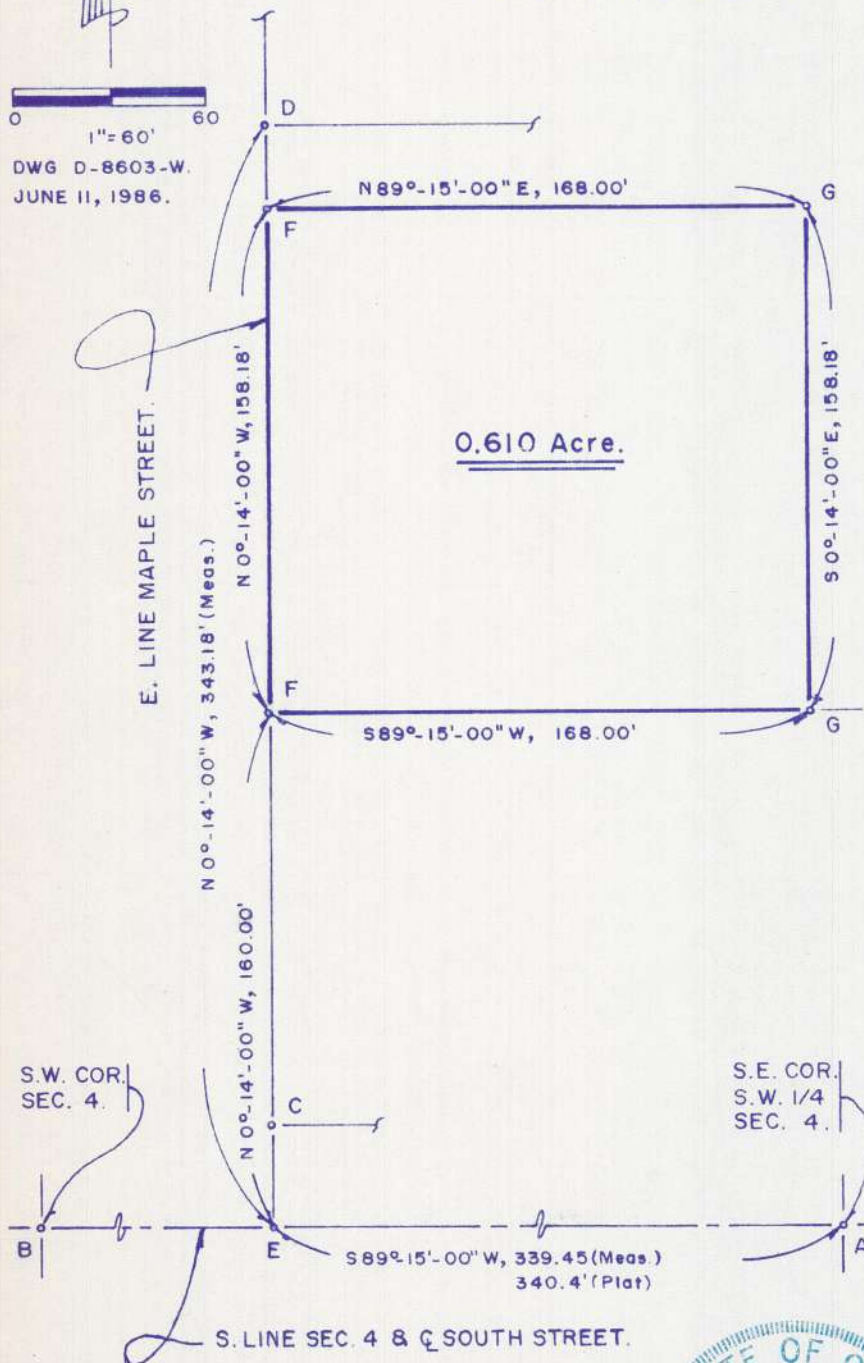 0 60
1"=60'
DWG D-8603-W.
JUNE 11, 1986.
D
N89°-15'-00"E, 168.00'
G
F
E. LINE MAPLE STREET.
N 0°-14'-00" W, 158.18'
0.610 Acre.
S 0°-14'-00"E, 158.18'
N 0°-14'-00" W, 343.18' (Meas.)
F
G
S89°-15'-00"W, 168.00'
N 0°-14'-00" W, 160.00'
S.W. COR.
SEC. 4.
C
S.E. COR.
S.W. 1/4
SEC. 4.
B
E
A
S89°-15'-00"W, 339.45(Meas.)
340.4'(Plat)
S. LINE SEC. 4 & ℄ SOUTH STREET.
OF